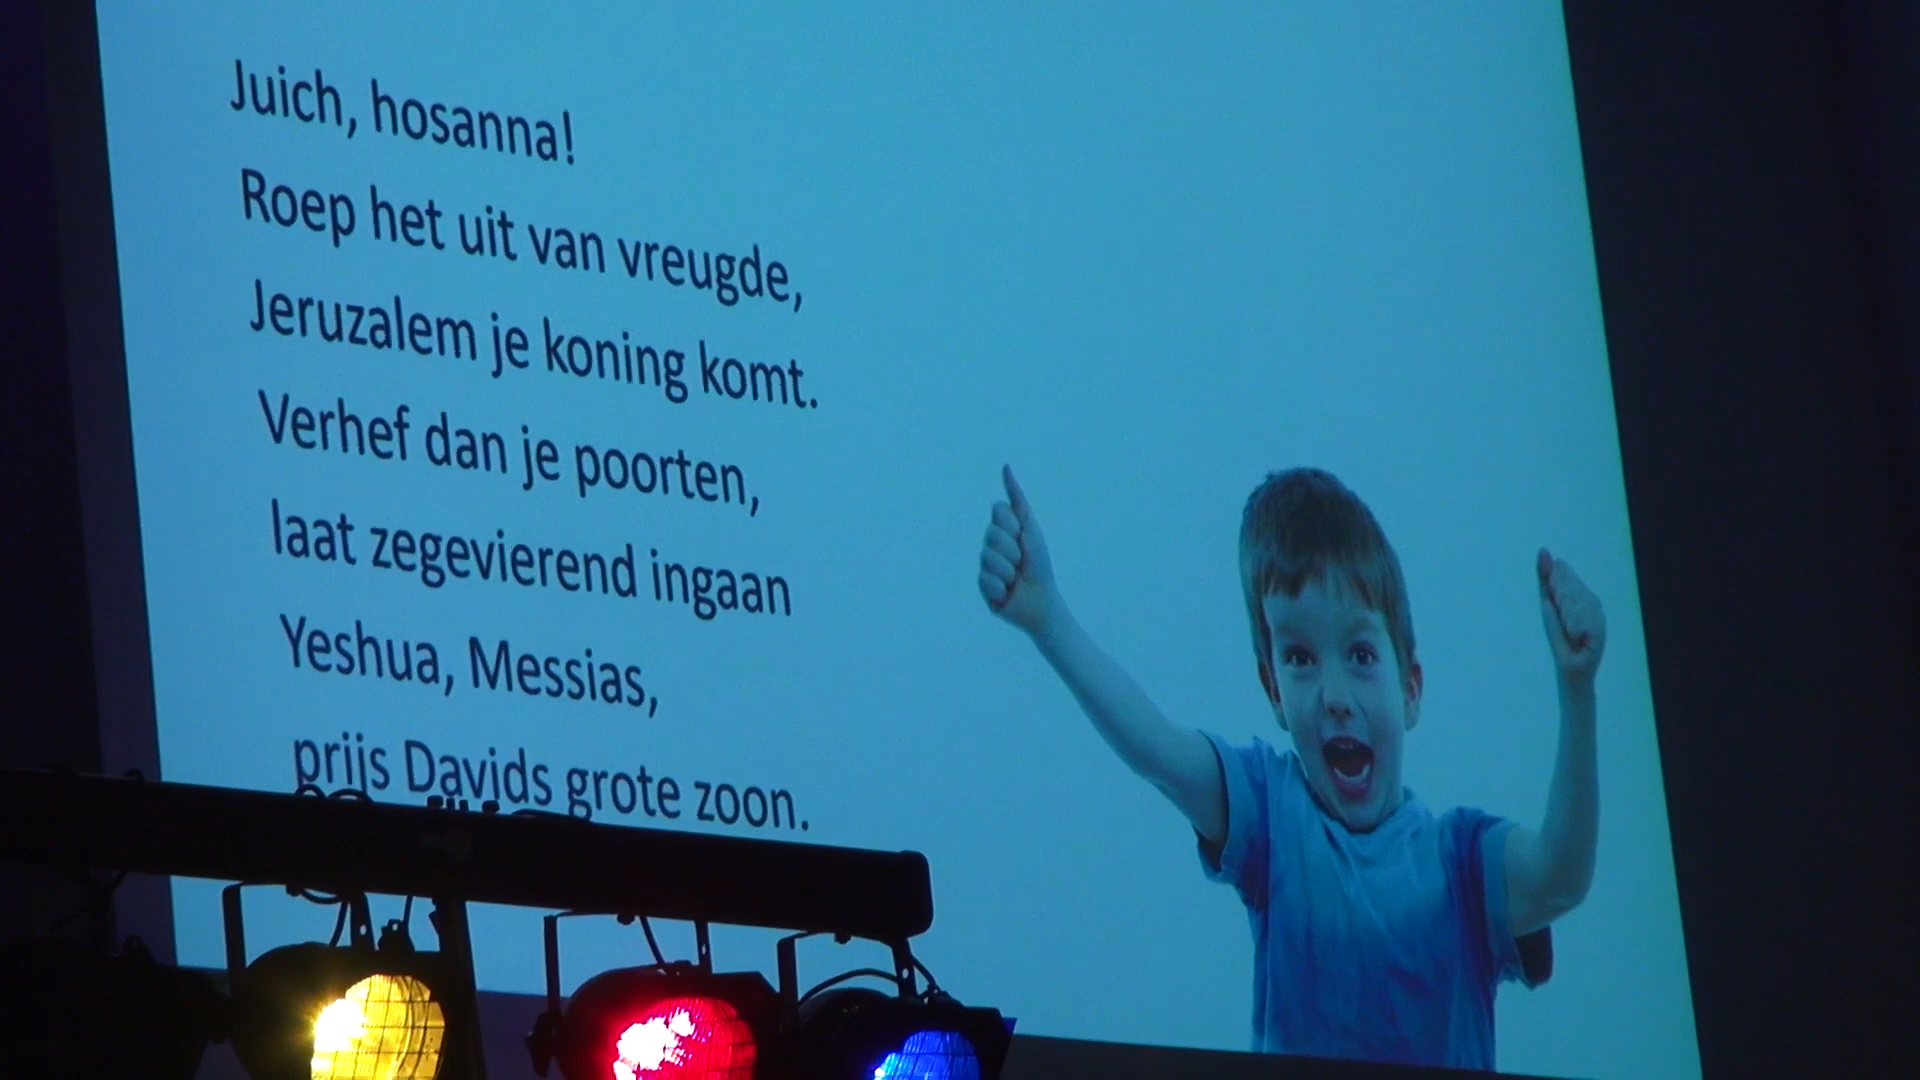 Juich, hosanna!
Roep het uit van vreugde,
Jeruzalem je koning komt.
Verhef dan je poorten,
laat zegevierend ingaan
Yeshua, Messias,
prijs Davids grote zoon.